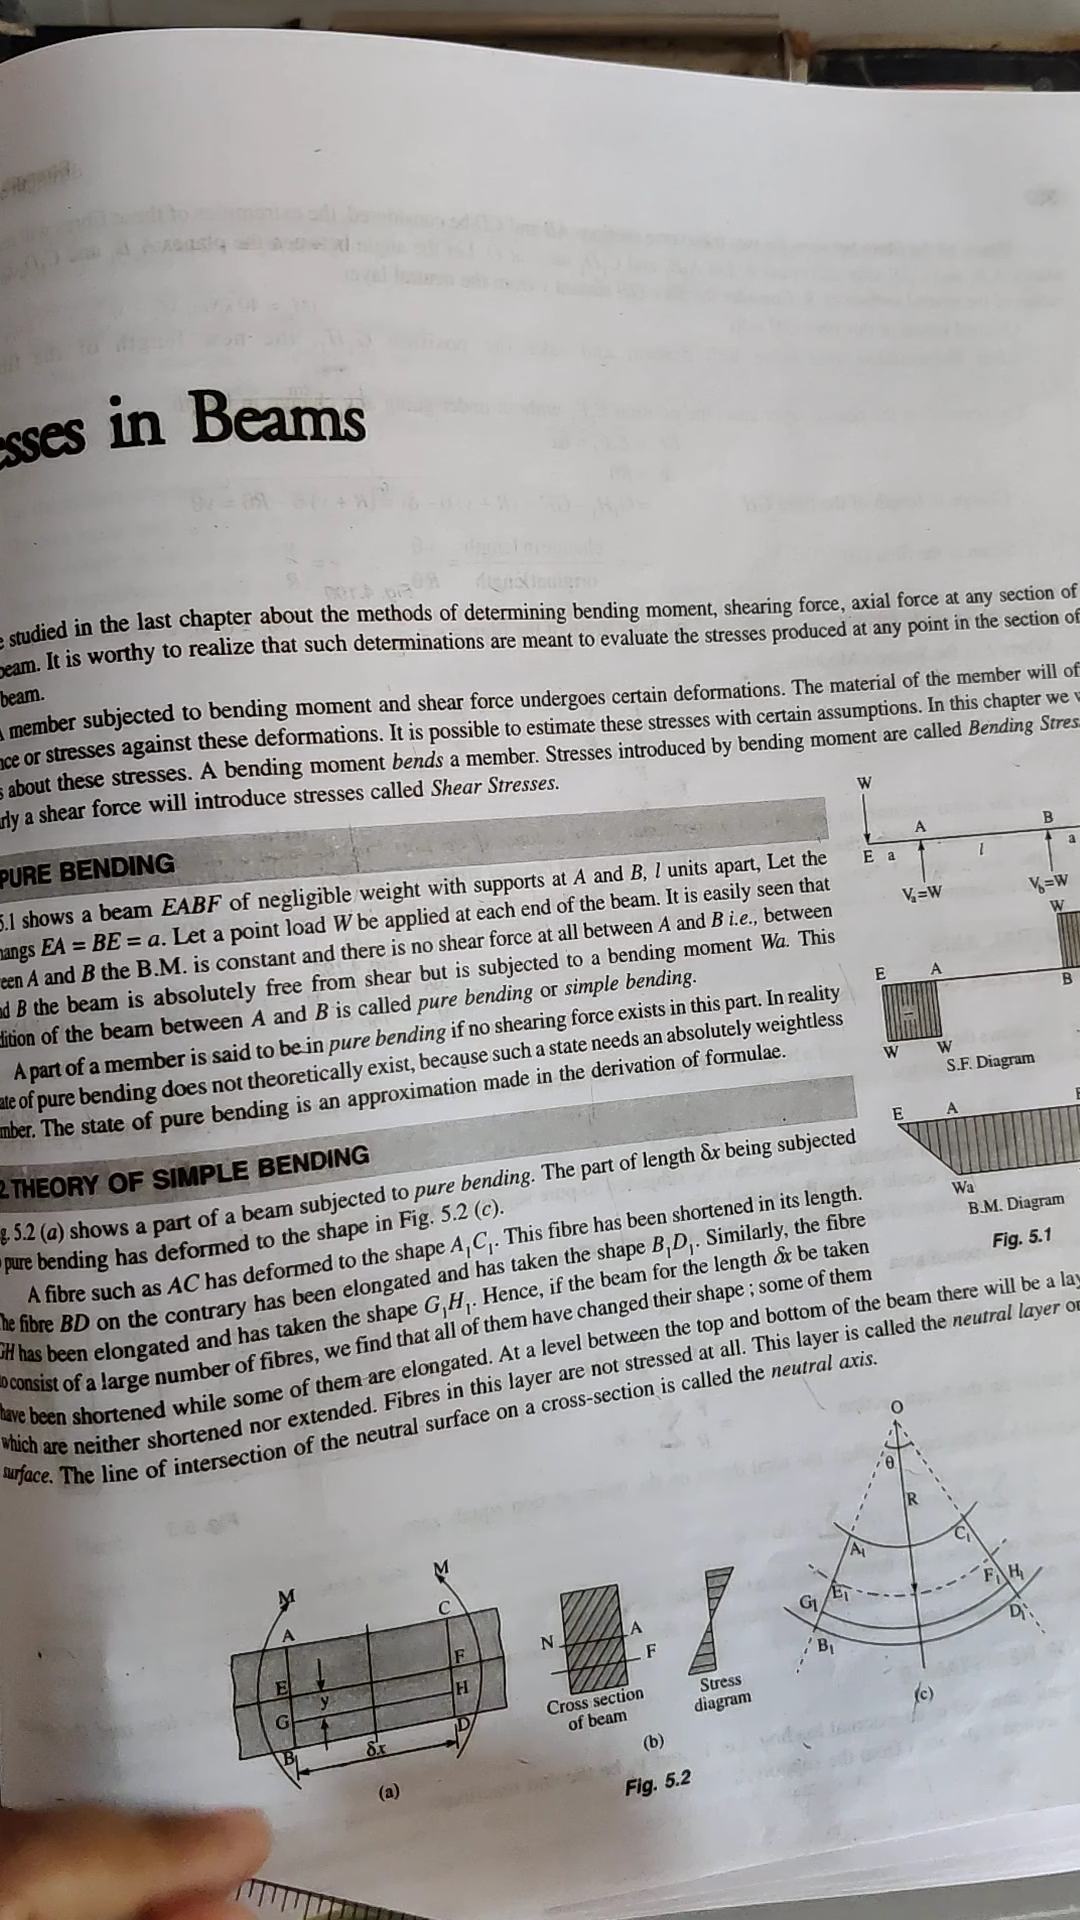 esses in Beams
studied in the last chapter about the methods of determining bending moment, shearing force, axial force at any section of
beam. It is worthy to realize that such determinations are meant to evaluate the stresses produced at any point in the section of
beam.
member subjected to bending moment and shear force undergoes certain deformations. The material of the member will of
nce or stresses against these deformations. It is possible to estimate these stresses with certain assumptions. In this chapter we
about these stresses. A bending moment bends a member. Stresses introduced by bending moment are called Bending Stres
rly a shear force will introduce stresses called Shear Stresses.
PURE BENDING
5.1 shows a beam EABF of negligible weight with supports at A and B, l units apart, Let the
hangs EA = BE = a. Let a point load W be applied at each end of the beam. It is easily seen that
een A and B the B.M. is constant and there is no shear force at all between A and B i.e., between
d B the beam is absolutely free from shear but is subjected to a bending moment Wa. This
dition of the beam between A and B is called pure bending or simple bending.
A part of a member is said to be in pure bending if no shearing force exists in this part. In reality
ate of pure bending does not theoretically exist, because such a state needs an absolutely weightless
mber. The state of pure bending is an approximation made in the derivation of formulae.
W
A
B
E a
l
a
Vₐ=W
V_b=W
W
E
A
B
–
W
W
S.F. Diagram
E
A
Wa
B.M. Diagram
Fig. 5.1
2 THEORY OF SIMPLE BENDING
g. 5.2 (a) shows a part of a beam subjected to pure bending. The part of length δx being subjected
pure bending has deformed to the shape in Fig. 5.2 (c).
A fibre such as AC has deformed to the shape A₁C₁. This fibre has been shortened in its length.
The fibre BD on the contrary has been elongated and has taken the shape B₁D₁. Similarly, the fibre
GH has been elongated and has taken the shape G₁H₁. Hence, if the beam for the length δx be taken
to consist of a large number of fibres, we find that all of them have changed their shape ; some of them
have been shortened while some of them are elongated. At a level between the top and bottom of the beam there will be a lay
which are neither shortened nor extended. Fibres in this layer are not stressed at all. This layer is called the neutral layer or
surface. The line of intersection of the neutral surface on a cross-section is called the neutral axis.
M
M
A
C
E
F
y
G
H
B
D
δx
(a)
N
A
F
Cross section
of beam
Stress
diagram
(b)
Fig. 5.2
O
θ
R
A₁
C₁
E₁
F₁
G₁
H₁
B₁
D₁
(c)